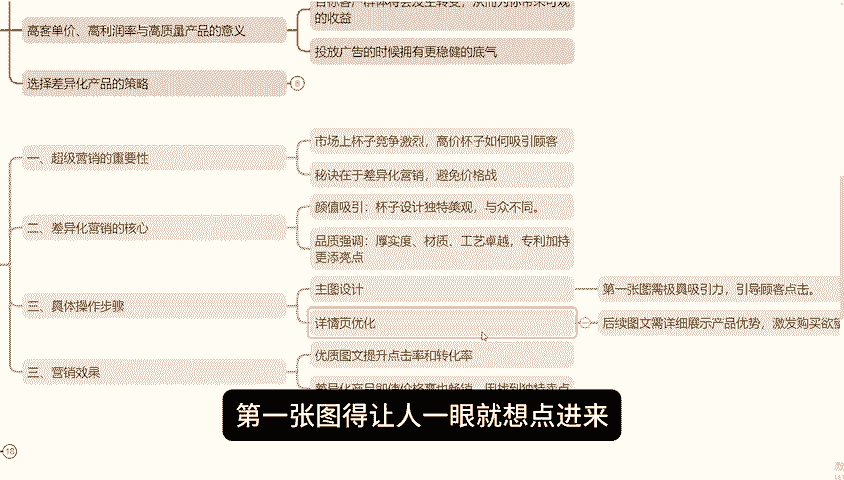 的收益
高客单价、高利润率与高质量产品的意义
投放广告的时候拥有更稳健的底气
选择差异化产品的策略
一、超级营销的重要性
市场上杯子竞争激烈，高价杯子如何吸引顾客
秘诀在于差异化营销，避免价格战
二、差异化营销的核心
颜值吸引：杯子设计独特美观，与众不同。
品质强调：厚实度、材质、工艺卓越，专利加持
更添亮点
三、具体操作步骤
主图设计
第一张图需极具吸引力，引导顾客点击。
详情页优化
后续图文需详细展示产品优势，激发购买欲望
三、营销效果
优质图文提升点击率和转化率
第一张图得让人一眼就想点进来
18